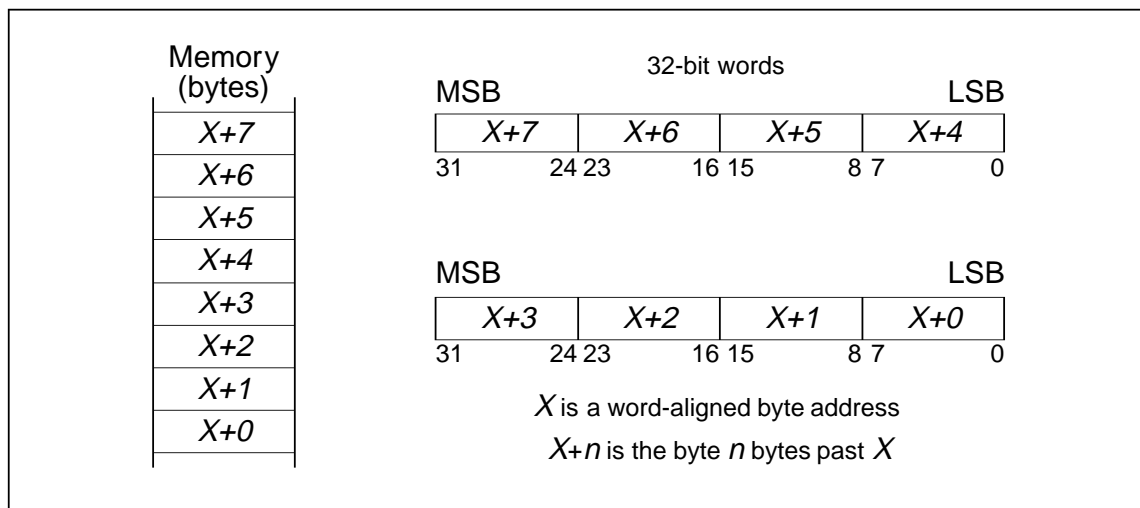 Memory
(bytes)
X+7
X+6
X+5
X+4
X+3
X+2
X+1
X+0
32-bit words
MSB LSB
X+7 X+6 X+5 X+4
31 24 23 16 15 8 7 0
MSB LSB
X+3 X+2 X+1 X+0
31 24 23 16 15 8 7 0
X is a word-aligned byte address
X+n is the byte n bytes past X